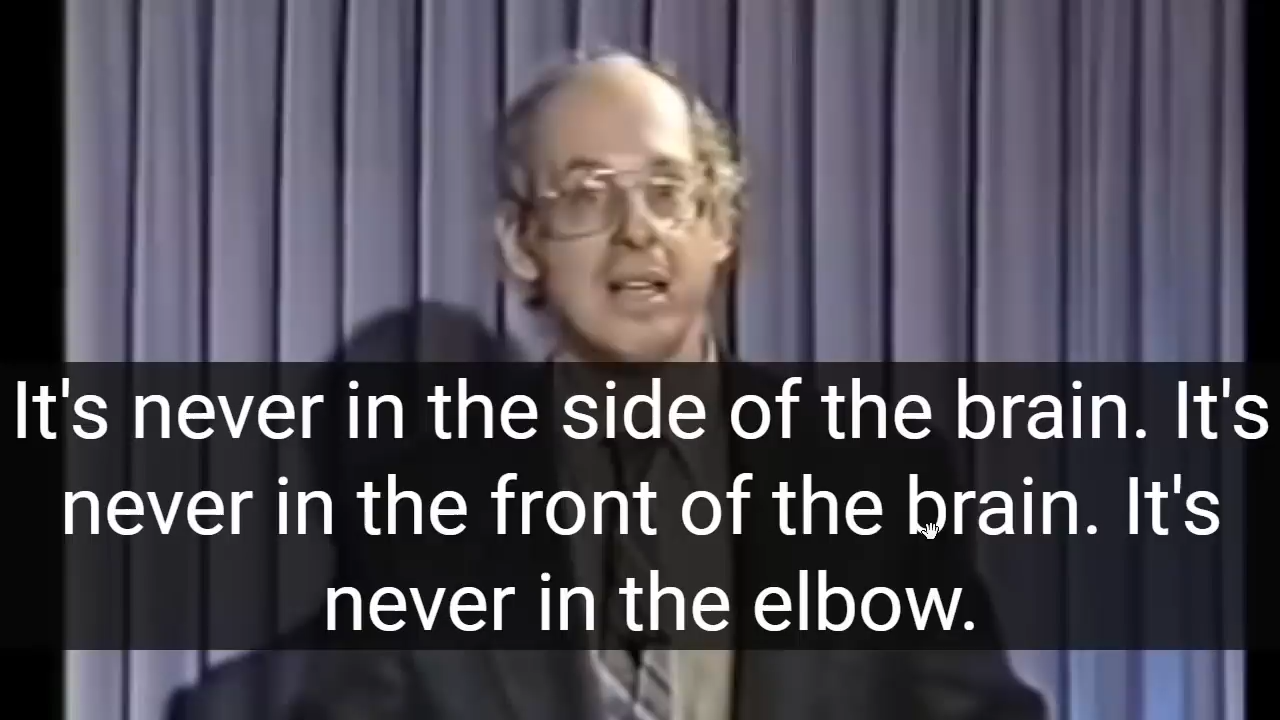 It's never in the side of the brain. It's
never in the front of the brain. It's
never in the elbow.